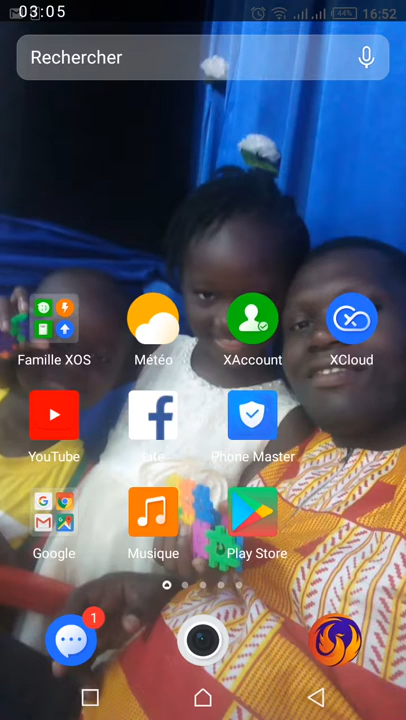 03:05
44%
16:52
Rechercher
Famille XOS
Météo
XAccount
XCloud
YouTube
Lite
Phone Master
Google
Musique
Play Store
1